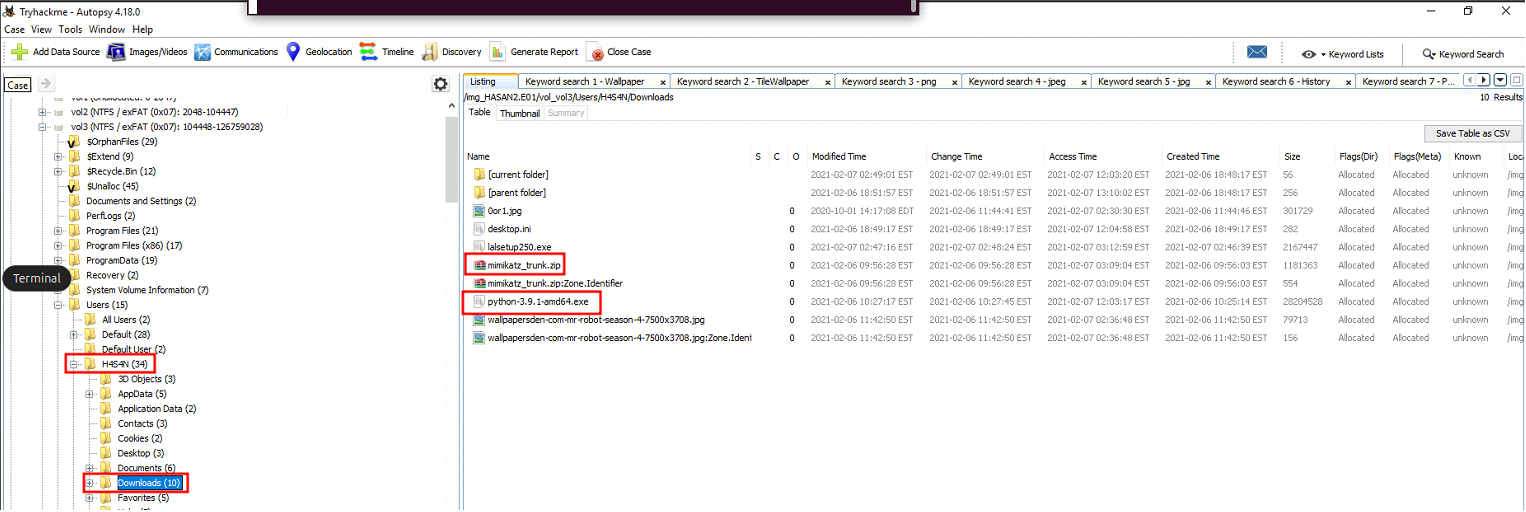 Tryhackme - Autopsy 4.18.0
Case View Tools Window Help
Add Data Source Images/Videos Communications Geolocation Timeline Discovery Generate Report Close Case Keyword Lists Keyword Search
Case
vol2 (NTFS / exFAT (0x07): 2048-104447)
vol3 (NTFS / exFAT (0x07): 104448-126759028)
$OrphanFiles (29)
$Extend (9)
$Recycle.Bin (12)
$Unalloc (45)
Documents and Settings (2)
PerfLogs (2)
Program Files (21)
Program Files (x86) (17)
ProgramData (19)
Recovery (2)
Terminal
System Volume Information (7)
Users (15)
All Users (2)
Default (28)
Default User (2)
H4S4N (34)
3D Objects (3)
AppData (5)
Application Data (2)
Contacts (3)
Cookies (2)
Desktop (3)
Documents (6)
Downloads (10)
Favorites (5)
Listing Keyword search 1 - Wallpaper Keyword search 2 - TileWallpaper Keyword search 3 - png Keyword search 4 - jpeg Keyword search 5 - jpg Keyword search 6 - History Keyword search 7 - P...
/img_HASAN2.E01/vol_vol3/Users/H4S4N/Downloads 10 Results
Table Thumbnail Summary
Save Table as CSV
Name S C O Modified Time Change Time Access Time Created Time Size Flags(Dir) Flags(Meta) Known Loca
[current folder] 2021-02-07 02:49:01 EST 2021-02-07 02:49:01 EST 2021-02-07 12:03:20 EST 2021-02-06 18:48:17 EST 56 Allocated Allocated unknown /img
[parent folder] 2021-02-06 18:51:57 EST 2021-02-06 18:51:57 EST 2021-02-07 13:10:02 EST 2021-02-06 18:48:17 EST 256 Allocated Allocated unknown /img
0or1.jpg 0 2020-10-01 14:17:08 EDT 2021-02-06 11:44:41 EST 2021-02-07 02:30:30 EST 2021-02-06 11:44:46 EST 301729 Allocated Allocated unknown /img
desktop.ini 0 2021-02-06 18:49:17 EST 2021-02-06 18:49:17 EST 2021-02-07 12:04:58 EST 2021-02-06 18:49:17 EST 282 Allocated Allocated unknown /img
lalsetup250.exe 0 2021-02-07 02:47:16 EST 2021-02-07 02:48:24 EST 2021-02-07 03:12:59 EST 2021-02-07 02:46:39 EST 2167447 Allocated Allocated unknown /img
mimikatz_trunk.zip 0 2021-02-06 09:56:28 EST 2021-02-06 09:56:28 EST 2021-02-07 03:09:04 EST 2021-02-06 09:56:03 EST 1181363 Allocated Allocated unknown /img
mimikatz_trunk.zip:Zone.Identifier 0 2021-02-06 09:56:28 EST 2021-02-06 09:56:28 EST 2021-02-07 03:09:04 EST 2021-02-06 09:56:03 EST 554 Allocated Allocated unknown /img
python-3.9.1-amd64.exe 0 2021-02-06 10:27:17 EST 2021-02-06 10:27:45 EST 2021-02-07 12:03:17 EST 2021-02-06 10:25:14 EST 28204528 Allocated Allocated unknown /img
wallpapersden-com-mr-robot-season-4-7500x3708.jpg 0 2021-02-06 11:42:50 EST 2021-02-06 11:42:50 EST 2021-02-07 02:36:48 EST 2021-02-06 11:42:50 EST 79713 Allocated Allocated unknown /img
wallpapersden-com-mr-robot-season-4-7500x3708.jpg:Zone.Ident 0 2021-02-06 11:42:50 EST 2021-02-06 11:42:50 EST 2021-02-07 02:36:48 EST 2021-02-06 11:42:50 EST 156 Allocated Allocated unknown /img